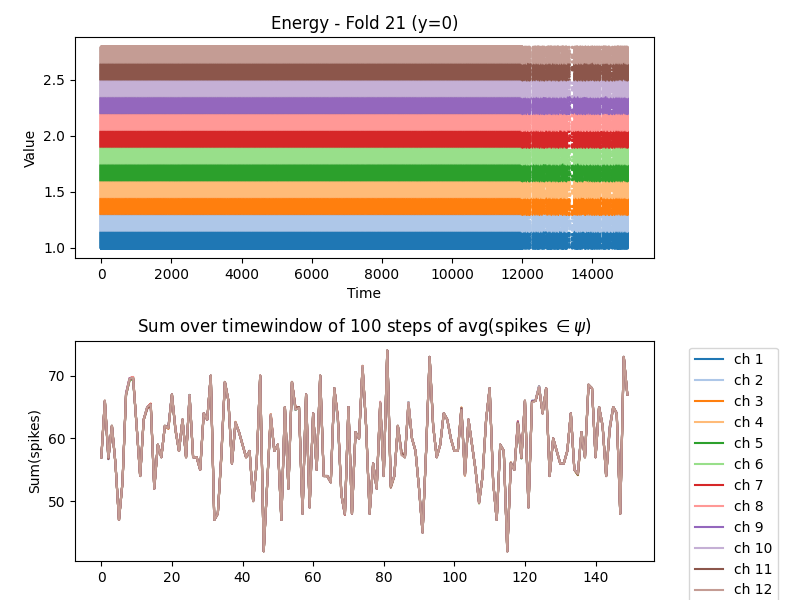 Energy - Fold 21 (y=0)
Value
2.5
2.0
1.5
1.0
0 2000 4000 6000 8000 10000 12000 14000
Time
Sum over timewindow of 100 steps of avg(spikes ∈ ψ)
Sum(spikes)
70
60
50
0 20 40 60 80 100 120 140
ch 1
ch 2
ch 3
ch 4
ch 5
ch 6
ch 7
ch 8
ch 9
ch 10
ch 11
ch 12